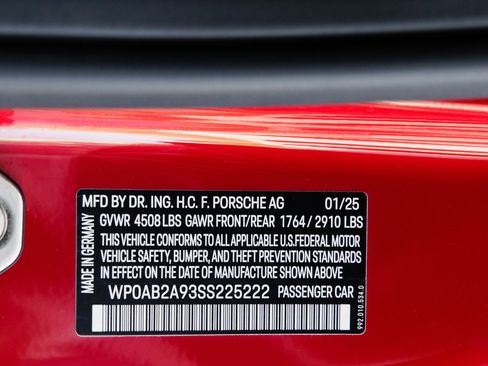 MFD BY DR. ING. H.C. F. PORSCHE AG 01/25
GVWR 4508 LBS GAWR FRONT/REAR 1764 / 2910 LBS
THIS VEHICLE CONFORMS TO ALL APPLICABLE U.S.FEDERAL MOTOR
VEHICLE SAFETY, BUMPER, AND THEFT PREVENTION STANDARDS
IN EFFECT ON THE DATE OF MANUFACTURE SHOWN ABOVE
WP0AB2A93SS225222 PASSENGER CAR
MADE IN GERMANY
992.010.534.0